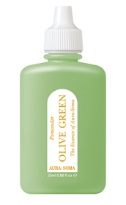 Pomander
OLIVE GREEN
The Essence of Aura-Soma
AURA-SOMA